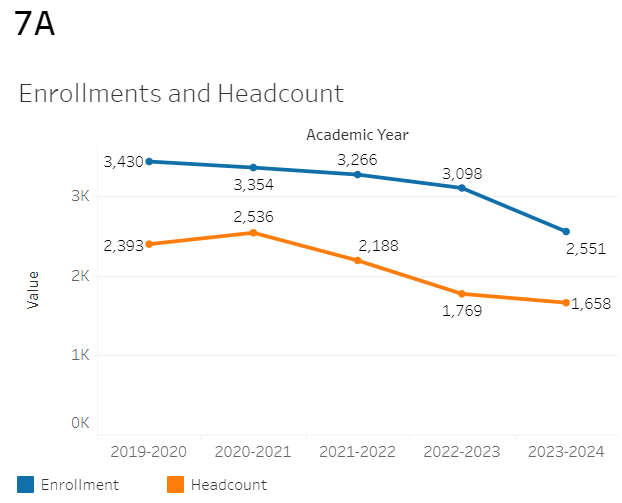 7A
Enrollments and Headcount
Academic Year
3,430
3,354
3,266
3,098
2,551
2,393
2,536
2,188
1,769
1,658
3K
2K
1K
0K
Value
2019-2020 2020-2021 2021-2022 2022-2023 2023-2024
Enrollment Headcount